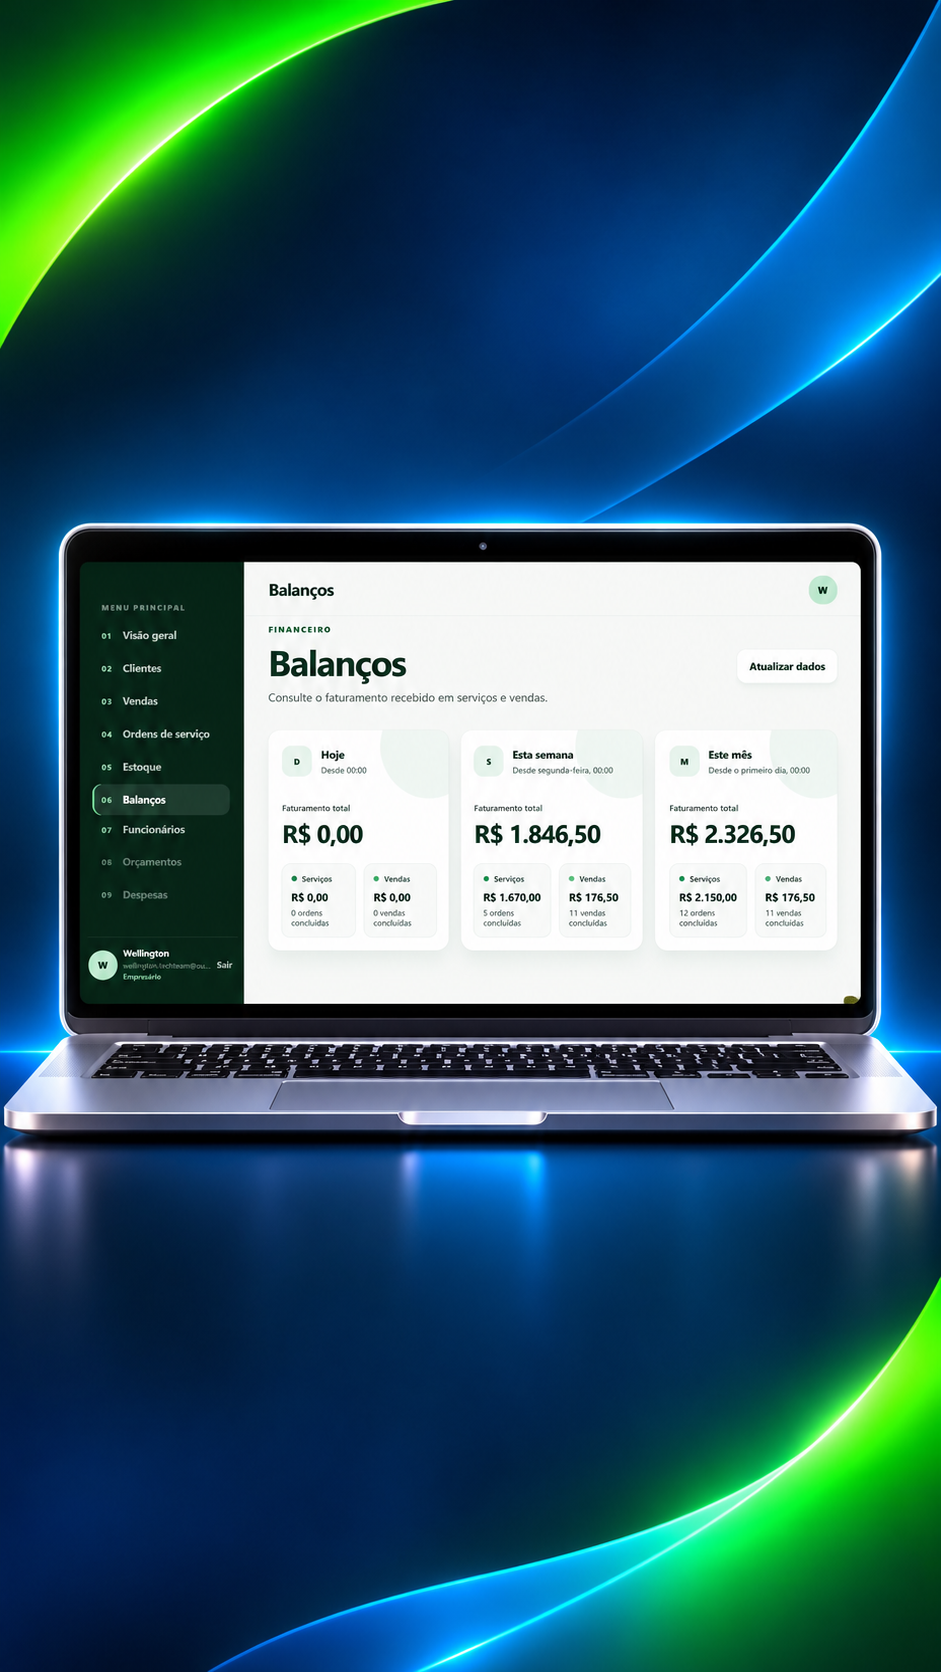 MENU PRINCIPAL
01 Visão geral
02 Clientes
03 Vendas
04 Ordens de serviço
05 Estoque
06 Balanços
07 Funcionários
08 Orçamentos
09 Despesas
W
Wellington
wellington.techteam@ou...
Empresário
Sair
Balanços
W
FINANCEIRO
Balanços
Atualizar dados
Consulte o faturamento recebido em serviços e vendas.
D
Hoje
Desde 00:00
Faturamento total
R$ 0,00
Serviços
R$ 0,00
0 ordens
concluídas
Vendas
R$ 0,00
0 vendas
concluídas
S
Esta semana
Desde segunda-feira, 00:00
Faturamento total
R$ 1.846,50
Serviços
R$ 1.670,00
5 ordens
concluídas
Vendas
R$ 176,50
11 vendas
concluídas
M
Este mês
Desde o primeiro dia, 00:00
Faturamento total
R$ 2.326,50
Serviços
R$ 2.150,00
12 ordens
concluídas
Vendas
R$ 176,50
11 vendas
concluídas